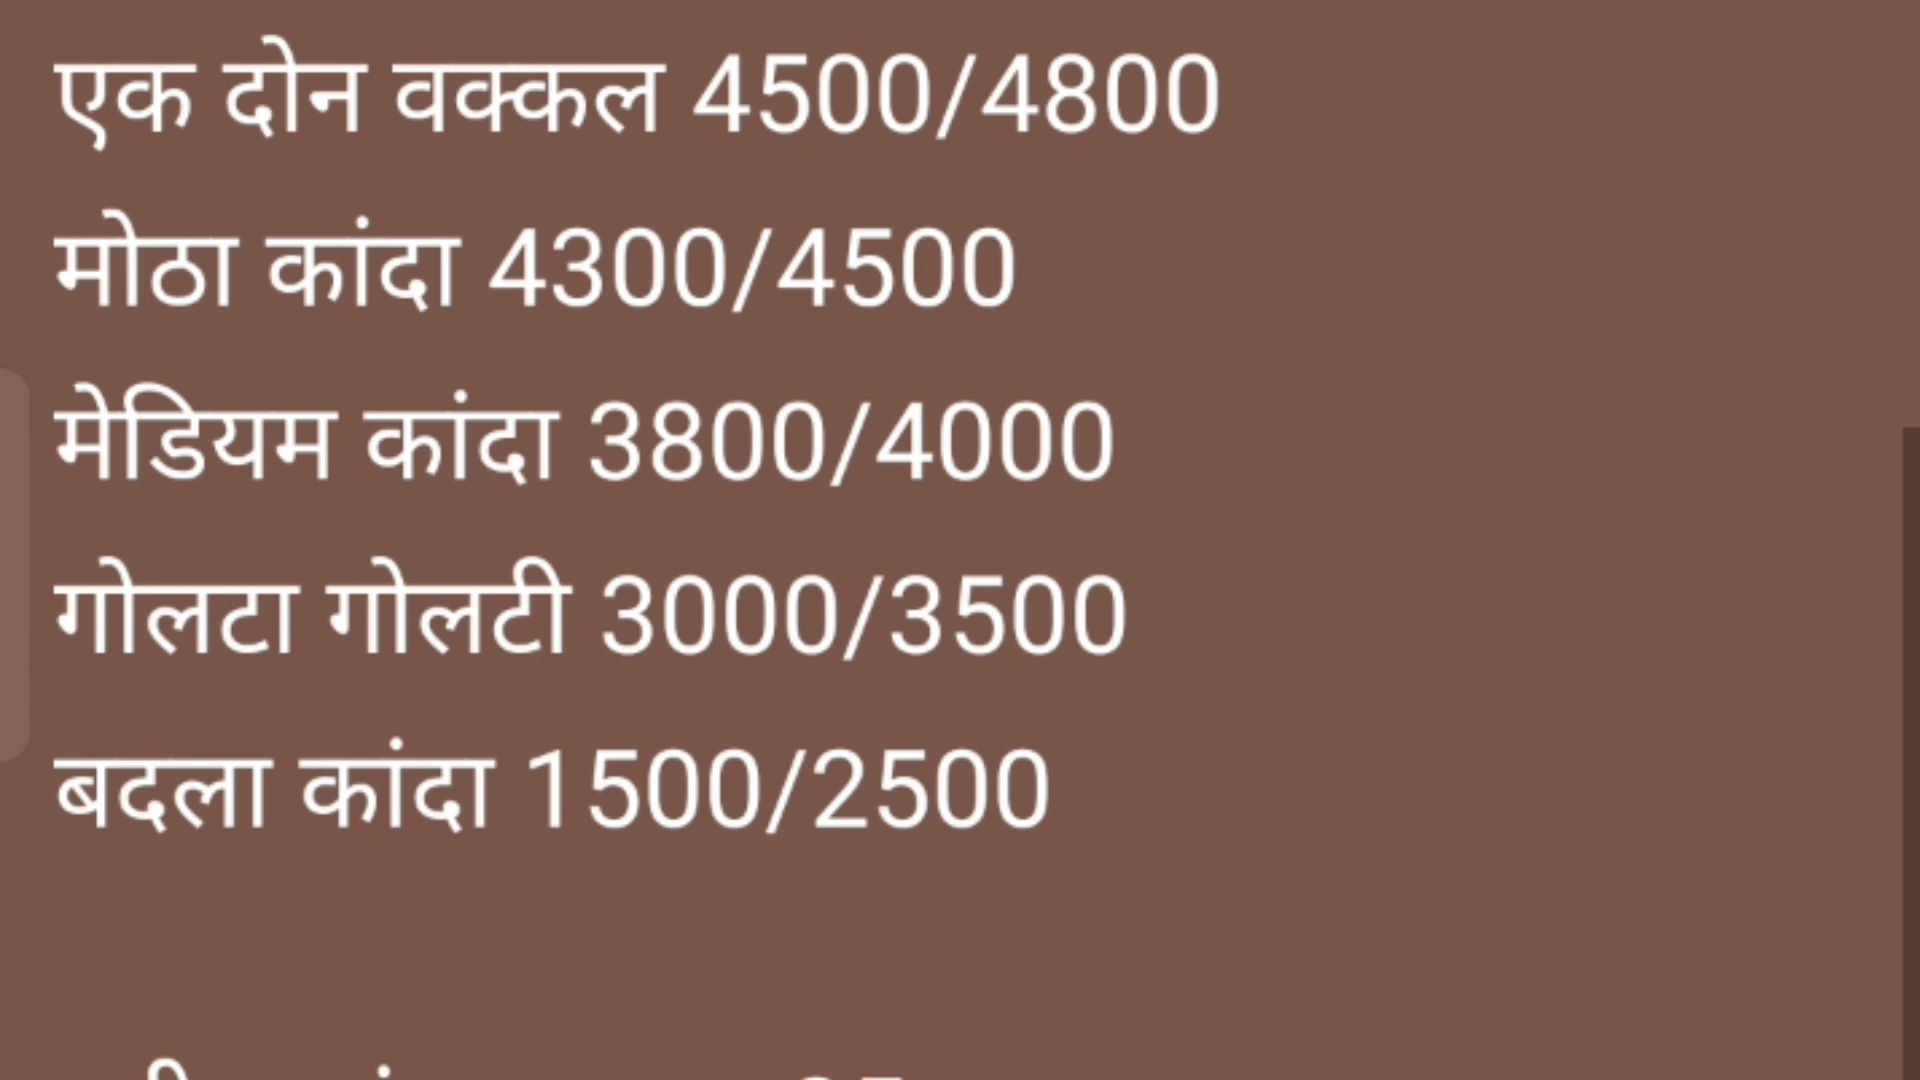 एक दोन वक्कल 4500/4800
मोठा कांदा 4300/4500
मेडियम कांदा 3800/4000
गोलटा गोलटी 3000/3500
बदला कांदा 1500/2500